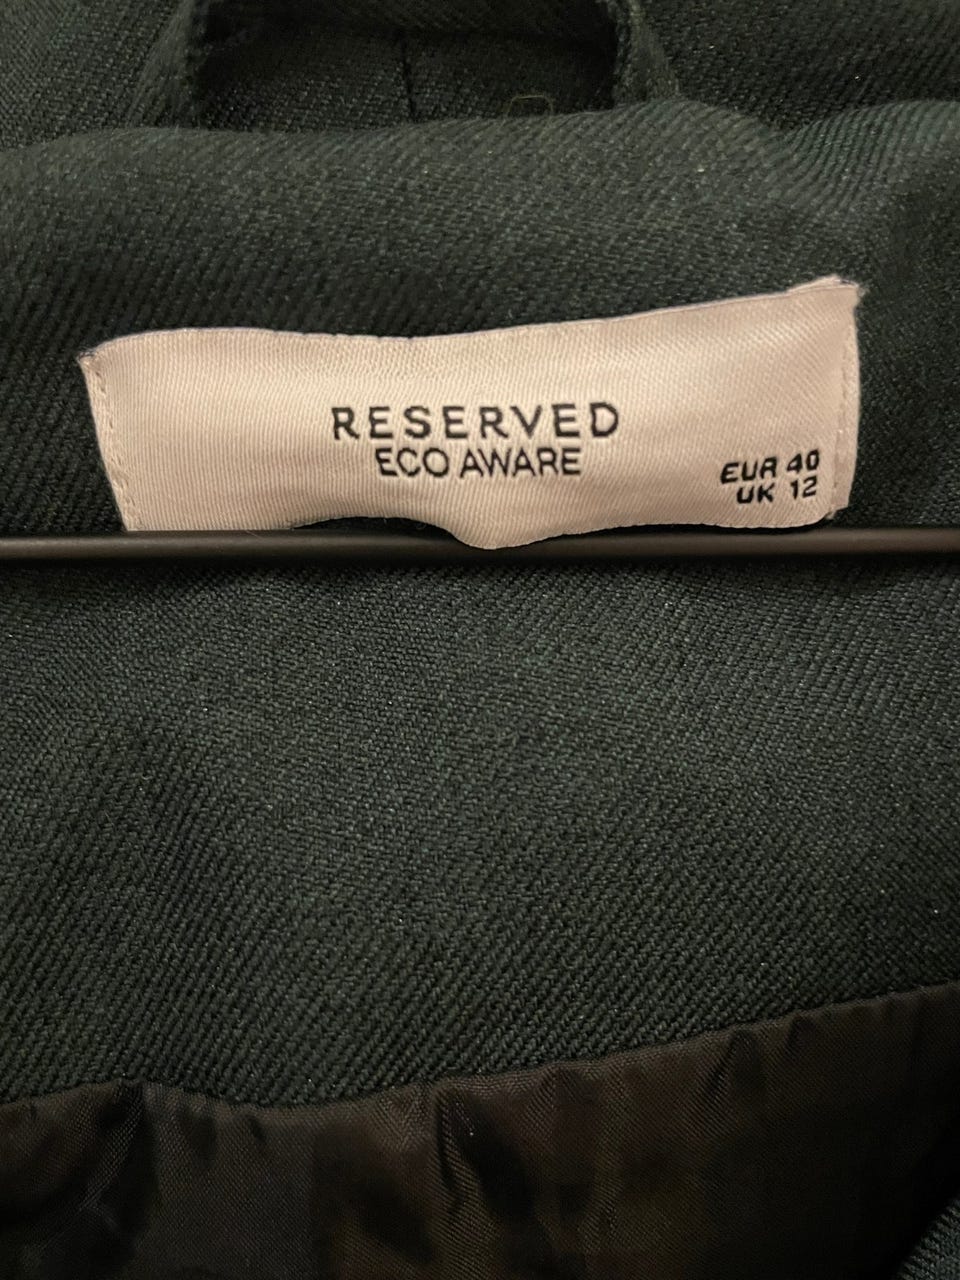 RESERVED
ECO AWARE
EUR 40
UK 12